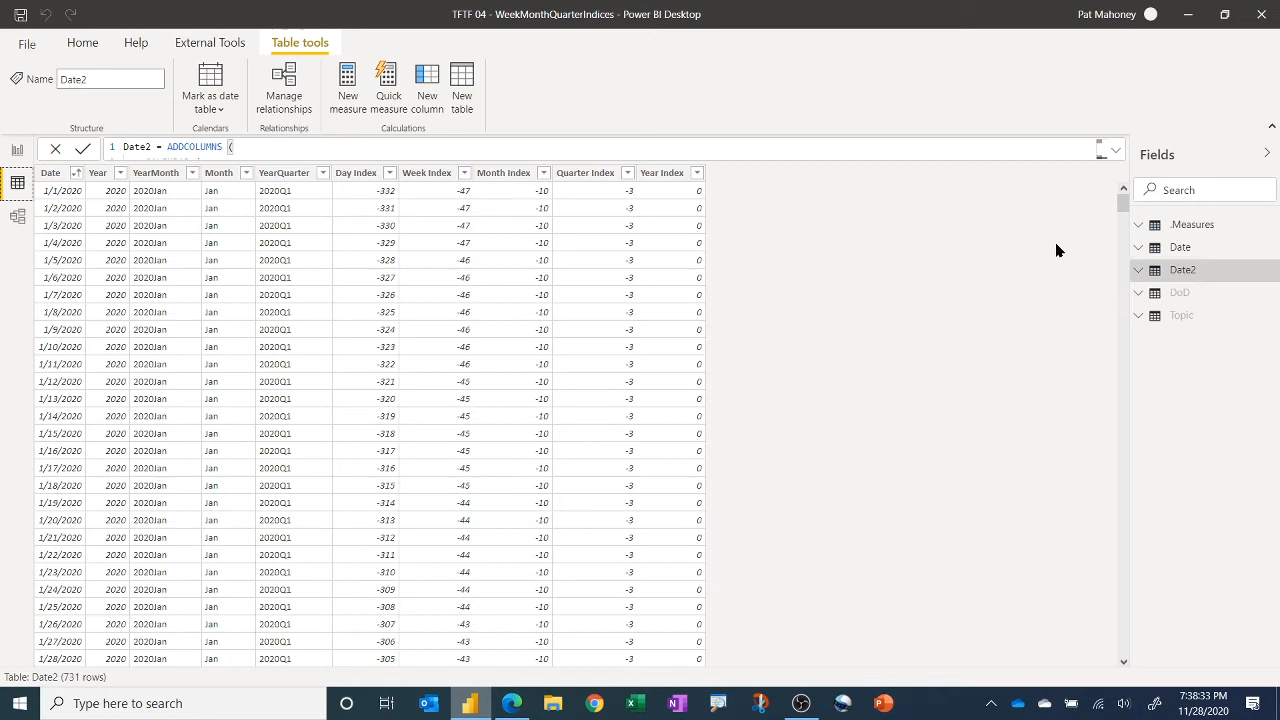 TFTF 04 - WeekMonthQuarterIndices - Power BI Desktop
Pat Mahoney
File Home Help External Tools Table tools
Name Date2
Mark as date table
Manage relationships
New measure
Quick measure
New column
New table
Structure Calendars Relationships Calculations
1 Date2 = ADDCOLUMNS (
Date Year YearMonth Month YearQuarter Day Index Week Index Month Index Quarter Index Year Index
1/1/2020 2020 2020Jan Jan 2020Q1 -332 -47 -10 -3 0
1/2/2020 2020 2020Jan Jan 2020Q1 -331 -47 -10 -3 0
1/3/2020 2020 2020Jan Jan 2020Q1 -330 -47 -10 -3 0
1/4/2020 2020 2020Jan Jan 2020Q1 -329 -47 -10 -3 0
1/5/2020 2020 2020Jan Jan 2020Q1 -328 -46 -10 -3 0
1/6/2020 2020 2020Jan Jan 2020Q1 -327 -46 -10 -3 0
1/7/2020 2020 2020Jan Jan 2020Q1 -326 -46 -10 -3 0
1/8/2020 2020 2020Jan Jan 2020Q1 -325 -46 -10 -3 0
1/9/2020 2020 2020Jan Jan 2020Q1 -324 -46 -10 -3 0
1/10/2020 2020 2020Jan Jan 2020Q1 -323 -46 -10 -3 0
1/11/2020 2020 2020Jan Jan 2020Q1 -322 -46 -10 -3 0
1/12/2020 2020 2020Jan Jan 2020Q1 -321 -45 -10 -3 0
1/13/2020 2020 2020Jan Jan 2020Q1 -320 -45 -10 -3 0
1/14/2020 2020 2020Jan Jan 2020Q1 -319 -45 -10 -3 0
1/15/2020 2020 2020Jan Jan 2020Q1 -318 -45 -10 -3 0
1/16/2020 2020 2020Jan Jan 2020Q1 -317 -45 -10 -3 0
1/17/2020 2020 2020Jan Jan 2020Q1 -316 -45 -10 -3 0
1/18/2020 2020 2020Jan Jan 2020Q1 -315 -45 -10 -3 0
1/19/2020 2020 2020Jan Jan 2020Q1 -314 -44 -10 -3 0
1/20/2020 2020 2020Jan Jan 2020Q1 -313 -44 -10 -3 0
1/21/2020 2020 2020Jan Jan 2020Q1 -312 -44 -10 -3 0
1/22/2020 2020 2020Jan Jan 2020Q1 -311 -44 -10 -3 0
1/23/2020 2020 2020Jan Jan 2020Q1 -310 -44 -10 -3 0
1/24/2020 2020 2020Jan Jan 2020Q1 -309 -44 -10 -3 0
1/25/2020 2020 2020Jan Jan 2020Q1 -308 -44 -10 -3 0
1/26/2020 2020 2020Jan Jan 2020Q1 -307 -43 -10 -3 0
1/27/2020 2020 2020Jan Jan 2020Q1 -306 -43 -10 -3 0
1/28/2020 2020 2020Jan Jan 2020Q1 -305 -43 -10 -3 0
Fields
Search
.Measures
Date
Date2
DoD
Topic
Table: Date2 (731 rows)
Type here to search
7:38:33 PM
11/28/2020